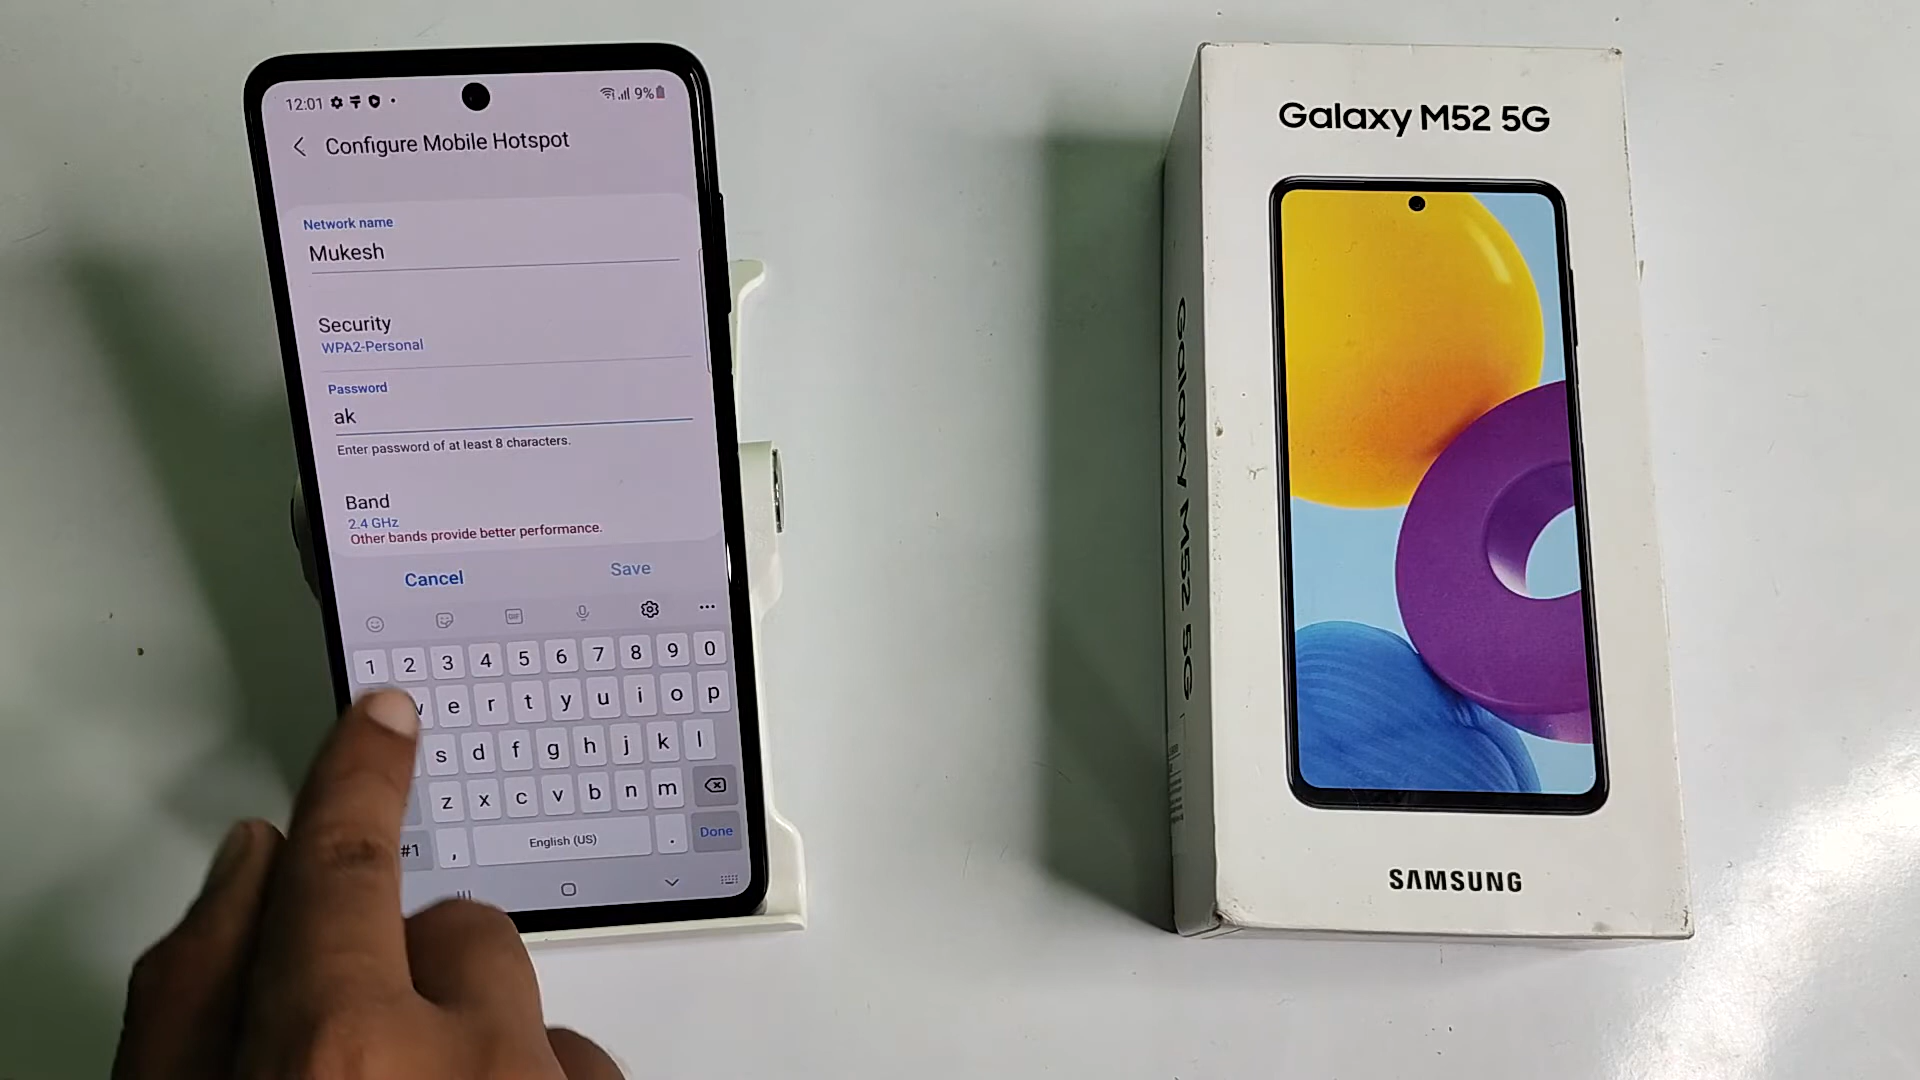 12:01
9%
Configure Mobile Hotspot
Network name
Mukesh
Security
WPA2-Personal
Password
ak
Enter password of at least 8 characters.
Band
2.4 GHz
Other bands provide better performance.
Cancel
Save
GIF
1 2 3 4 5 6 7 8 9 0
e r t y u i o p
s d f g h j k l
z x c v b n m
#1 , English (US) . Done
Galaxy M52 5G
Galaxy M52 5G
SAMSUNG